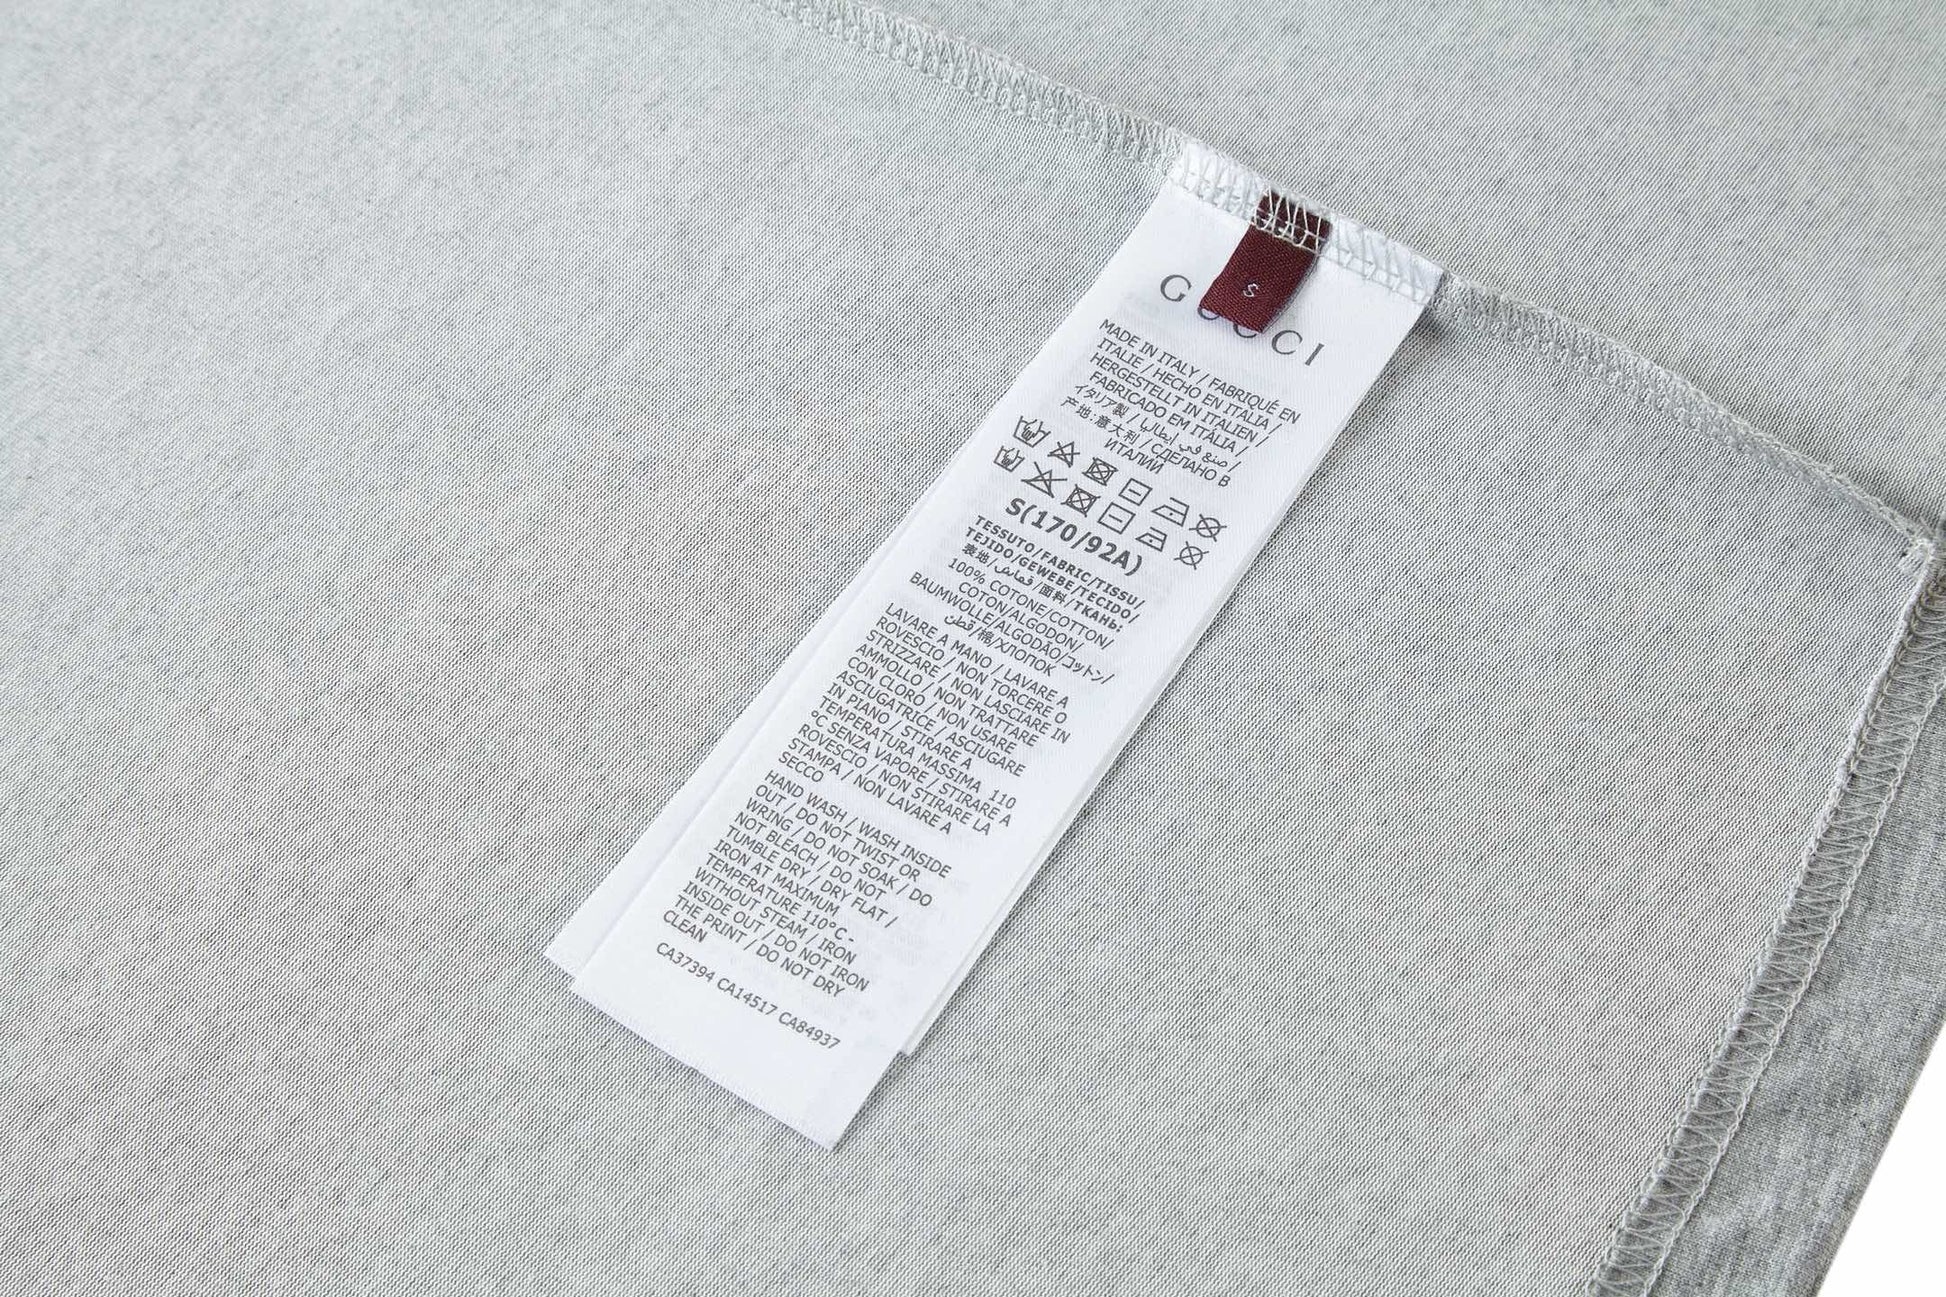 S
GUCCI
MADE IN ITALY / FABRIQUÉ EN
ITALIE / HECHO EN ITALIA /
HERGESTELLT IN ITALIEN /
FABRICADO EM ITÁLIA /
イタリア製 / صنع في إيطاليا /
产地:意大利 / СДЕЛАНО В
ИТАЛИИ
S(170/92A)
TESSUTO/FABRIC/TISSU/
TEJIDO/GEWEBE/TECIDO/
表地/قماش/面料/ТКАНЬ:
100% COTONE/COTTON/
COTON/ALGODON/
BAUMWOLLE/ALGODÃO/コットン/
قطن/棉/ХЛОПОК
LAVARE A MANO / LAVARE A
ROVESCIO / NON TORCERE O
STRIZZARE / NON LASCIARE IN
AMMOLLO / NON TRATTARE
CON CLORO / NON USARE
ASCIUGATRICE / ASCIUGARE
IN PIANO / STIRARE A
TEMPERATURA MASSIMA 110
°C SENZA VAPORE / STIRARE A
ROVESCIO / NON STIRARE LA
STAMPA / NON LAVARE A
SECCO
HAND WASH / WASH INSIDE
OUT / DO NOT TWIST OR
WRING / DO NOT SOAK / DO
NOT BLEACH / DO NOT
TUMBLE DRY / DRY FLAT /
IRON AT MAXIMUM
TEMPERATURE 110°C -
WITHOUT STEAM / IRON
INSIDE OUT / DO NOT IRON
THE PRINT / DO NOT DRY
CLEAN
CA37394 CA14517 CA84937